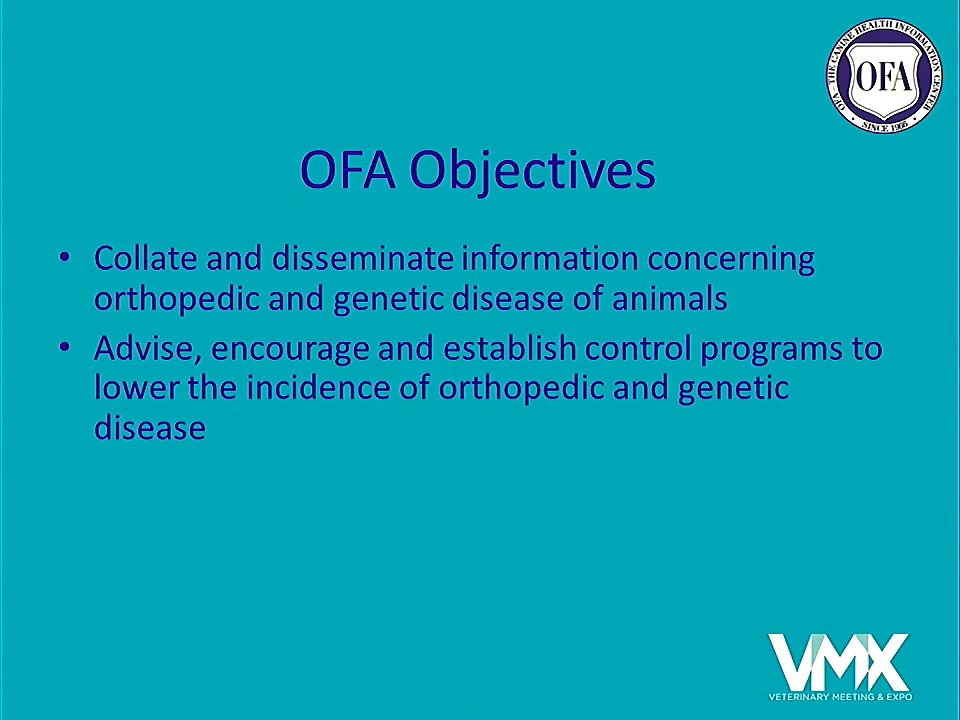 OFA - THE CANINE HEALTH INFORMATION CENTER
OFA
• SINCE 1966 •
OFA Objectives
• Collate and disseminate information concerning
orthopedic and genetic disease of animals
• Advise, encourage and establish control programs to
lower the incidence of orthopedic and genetic
disease
VMX
VETERINARY MEETING & EXPO